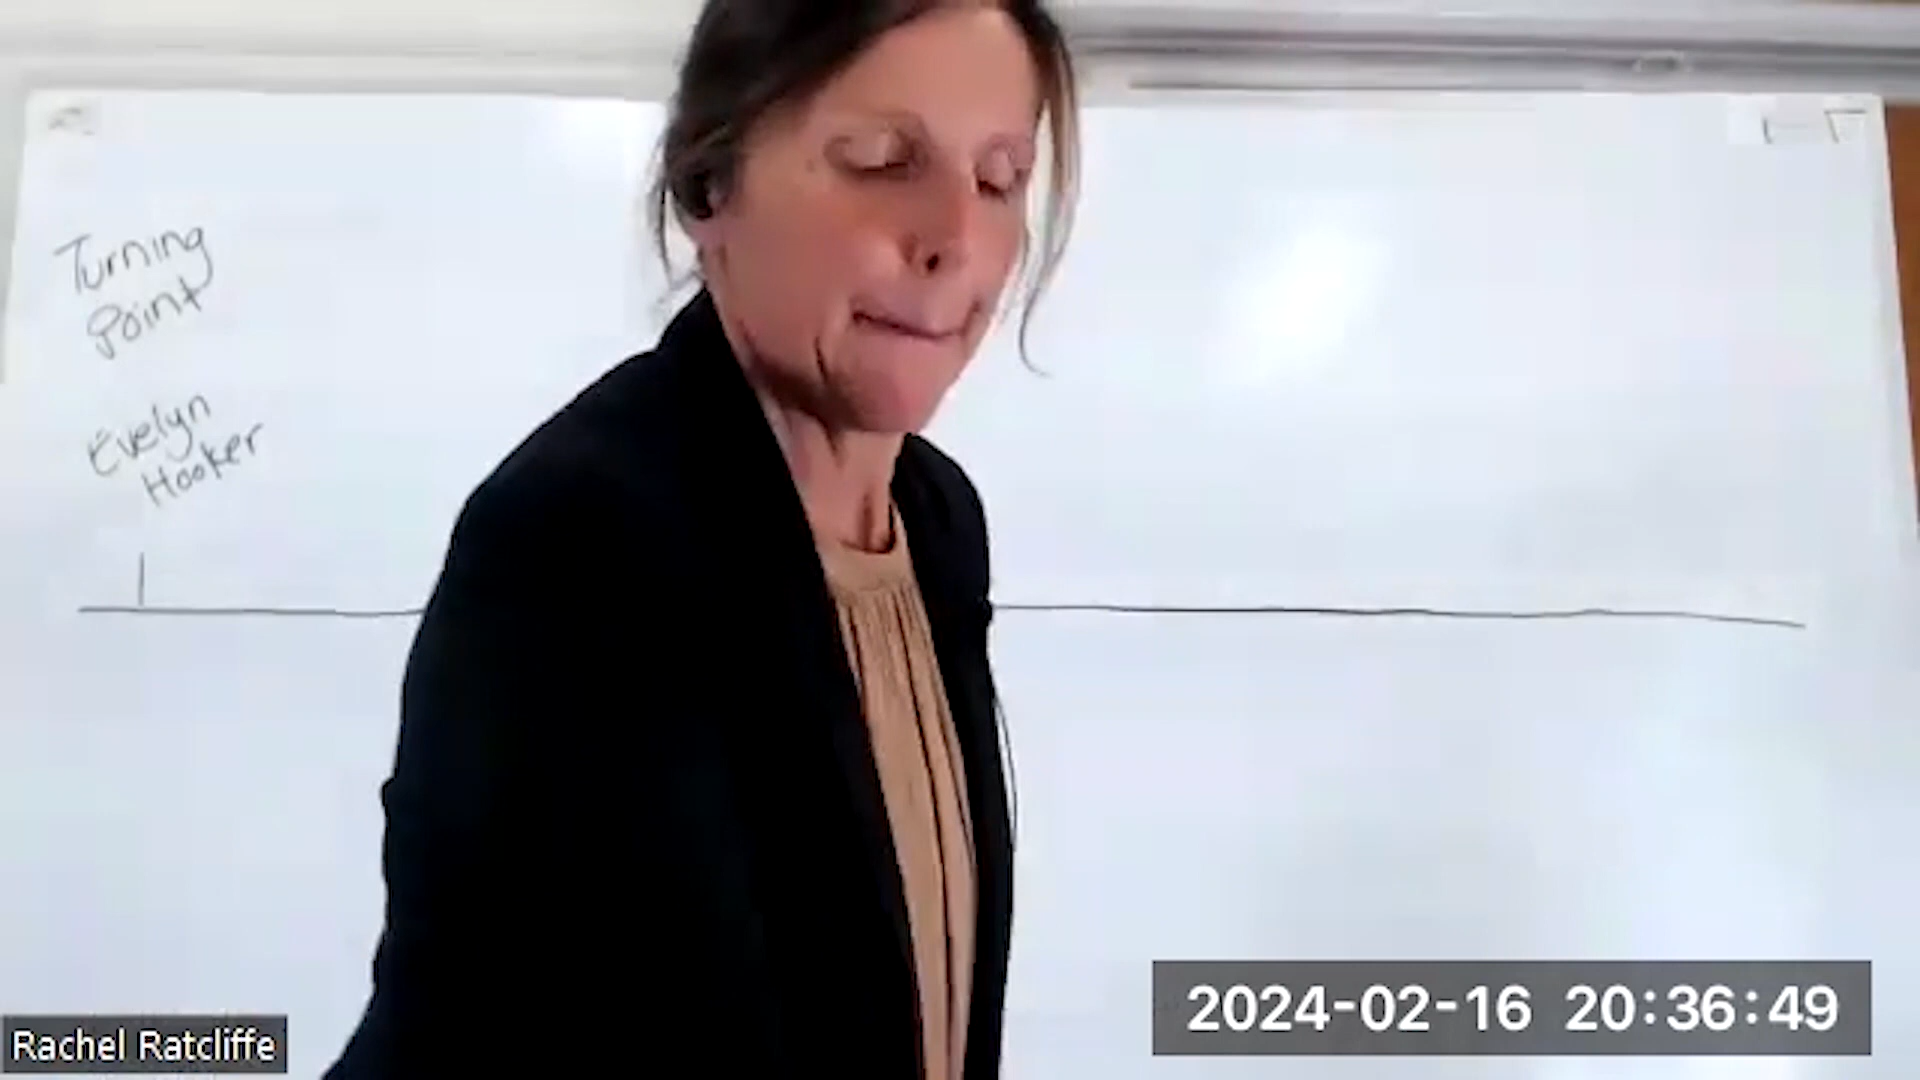 Turning
Point
Evelyn
Hooker
Rachel Ratcliffe
2024-02-16 20:36:49